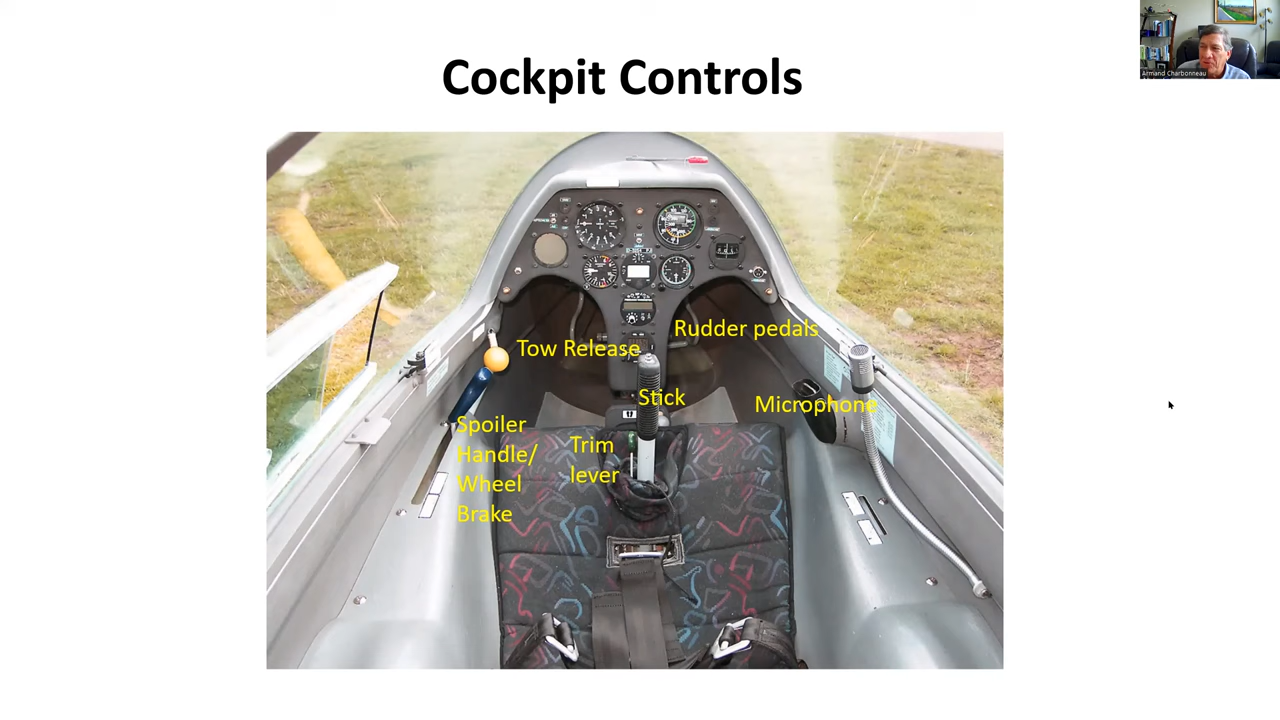 Cockpit Controls
Armand Charbonneau
Rudder pedals
Tow Release
Stick
Microphone
Spoiler
Handle/
Wheel
Brake
Trim
lever